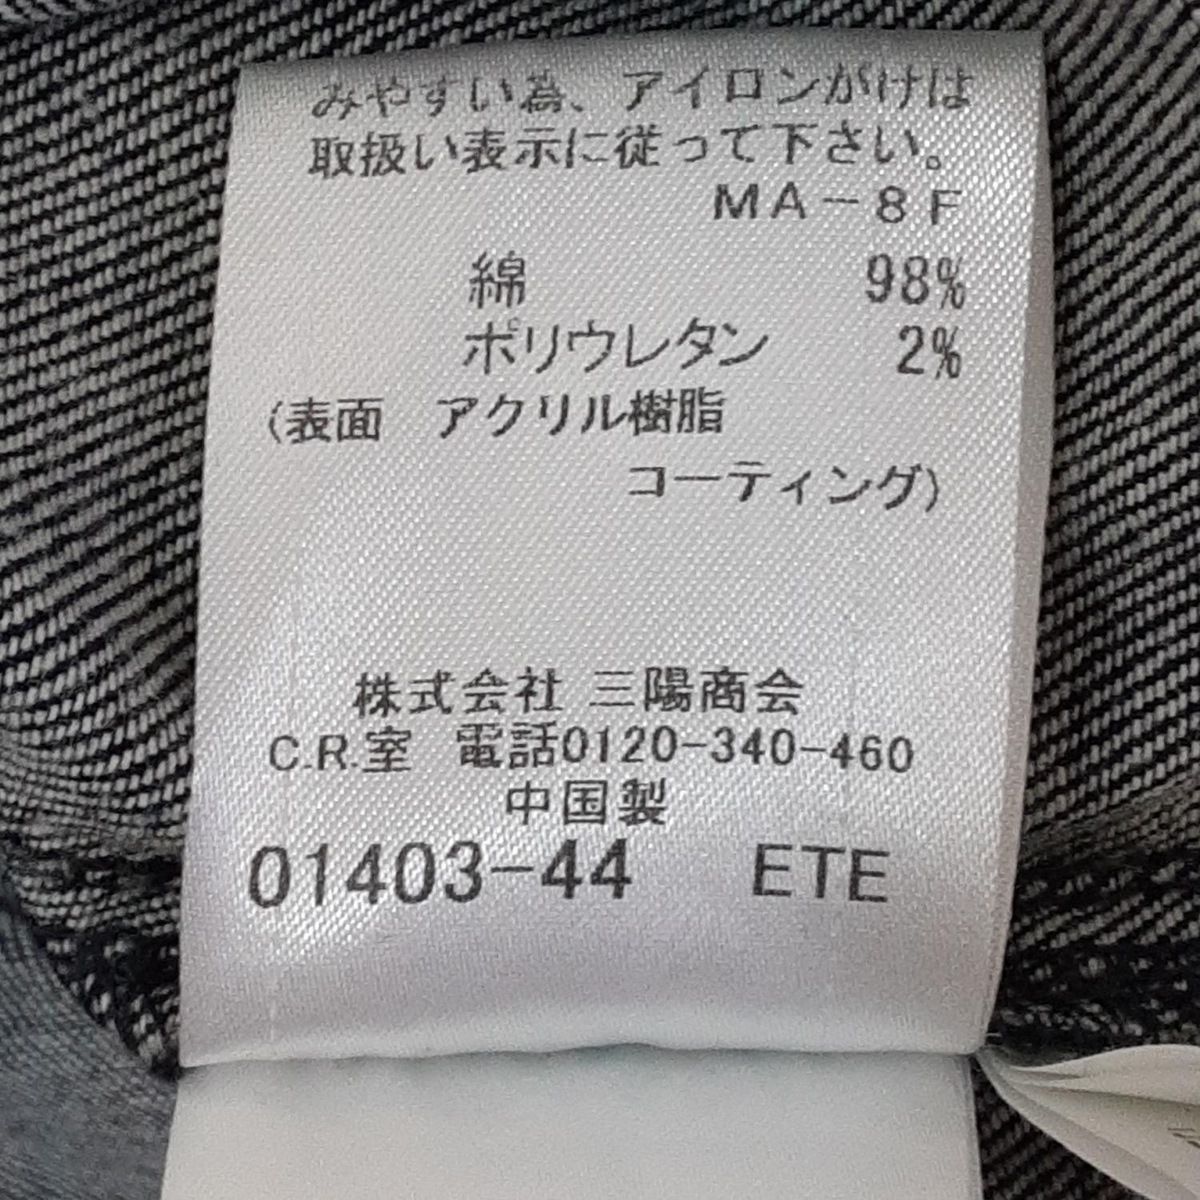 みやすい為、アイロンがけは
取扱い表示に従って下さい。
MA-8F
綿 98%
ポリウレタン 2%
(表面 アクリル樹脂
コーティング)
株式会社 三陽商会
C.R.室 電話0120-340-460
中国製
01403-44 ETE